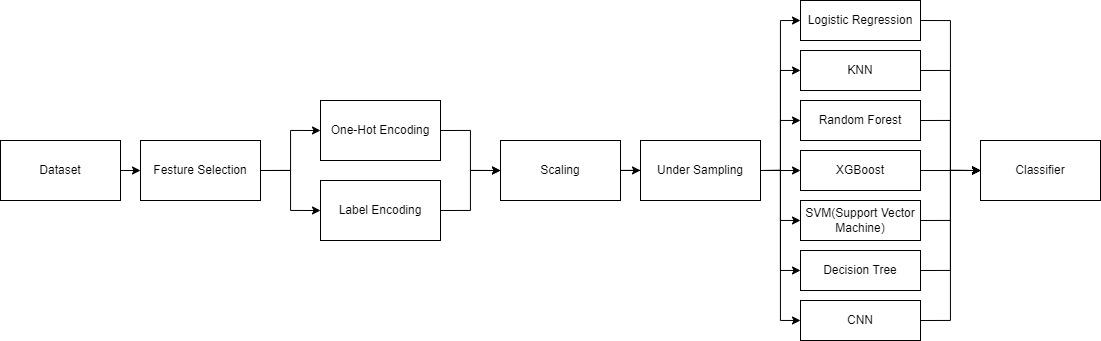 Dataset
Festure Selection
One-Hot Encoding
Label Encoding
Scaling
Under Sampling
Logistic Regression
KNN
Random Forest
XGBoost
SVM(Support Vector
Machine)
Decision Tree
CNN
Classifier